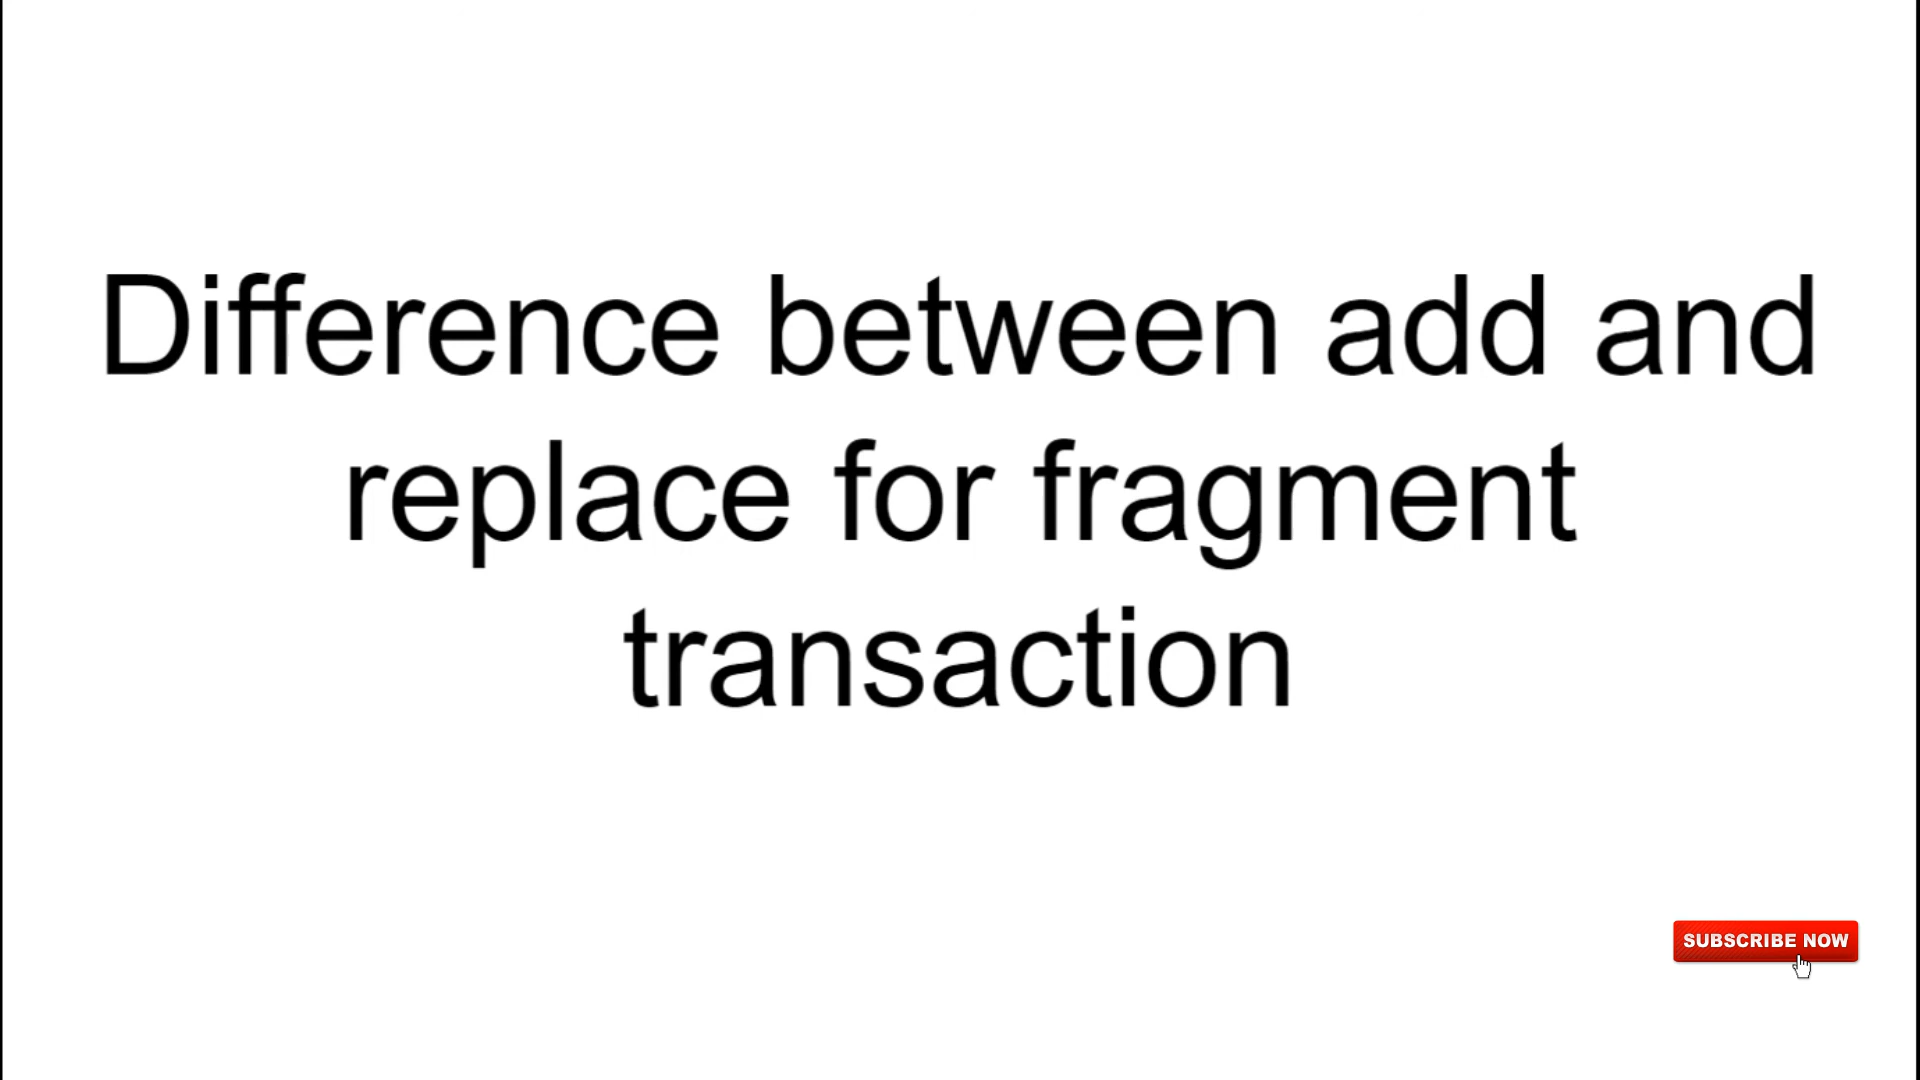 Difference between add and
replace for fragment
transaction
SUBSCRIBE NOW